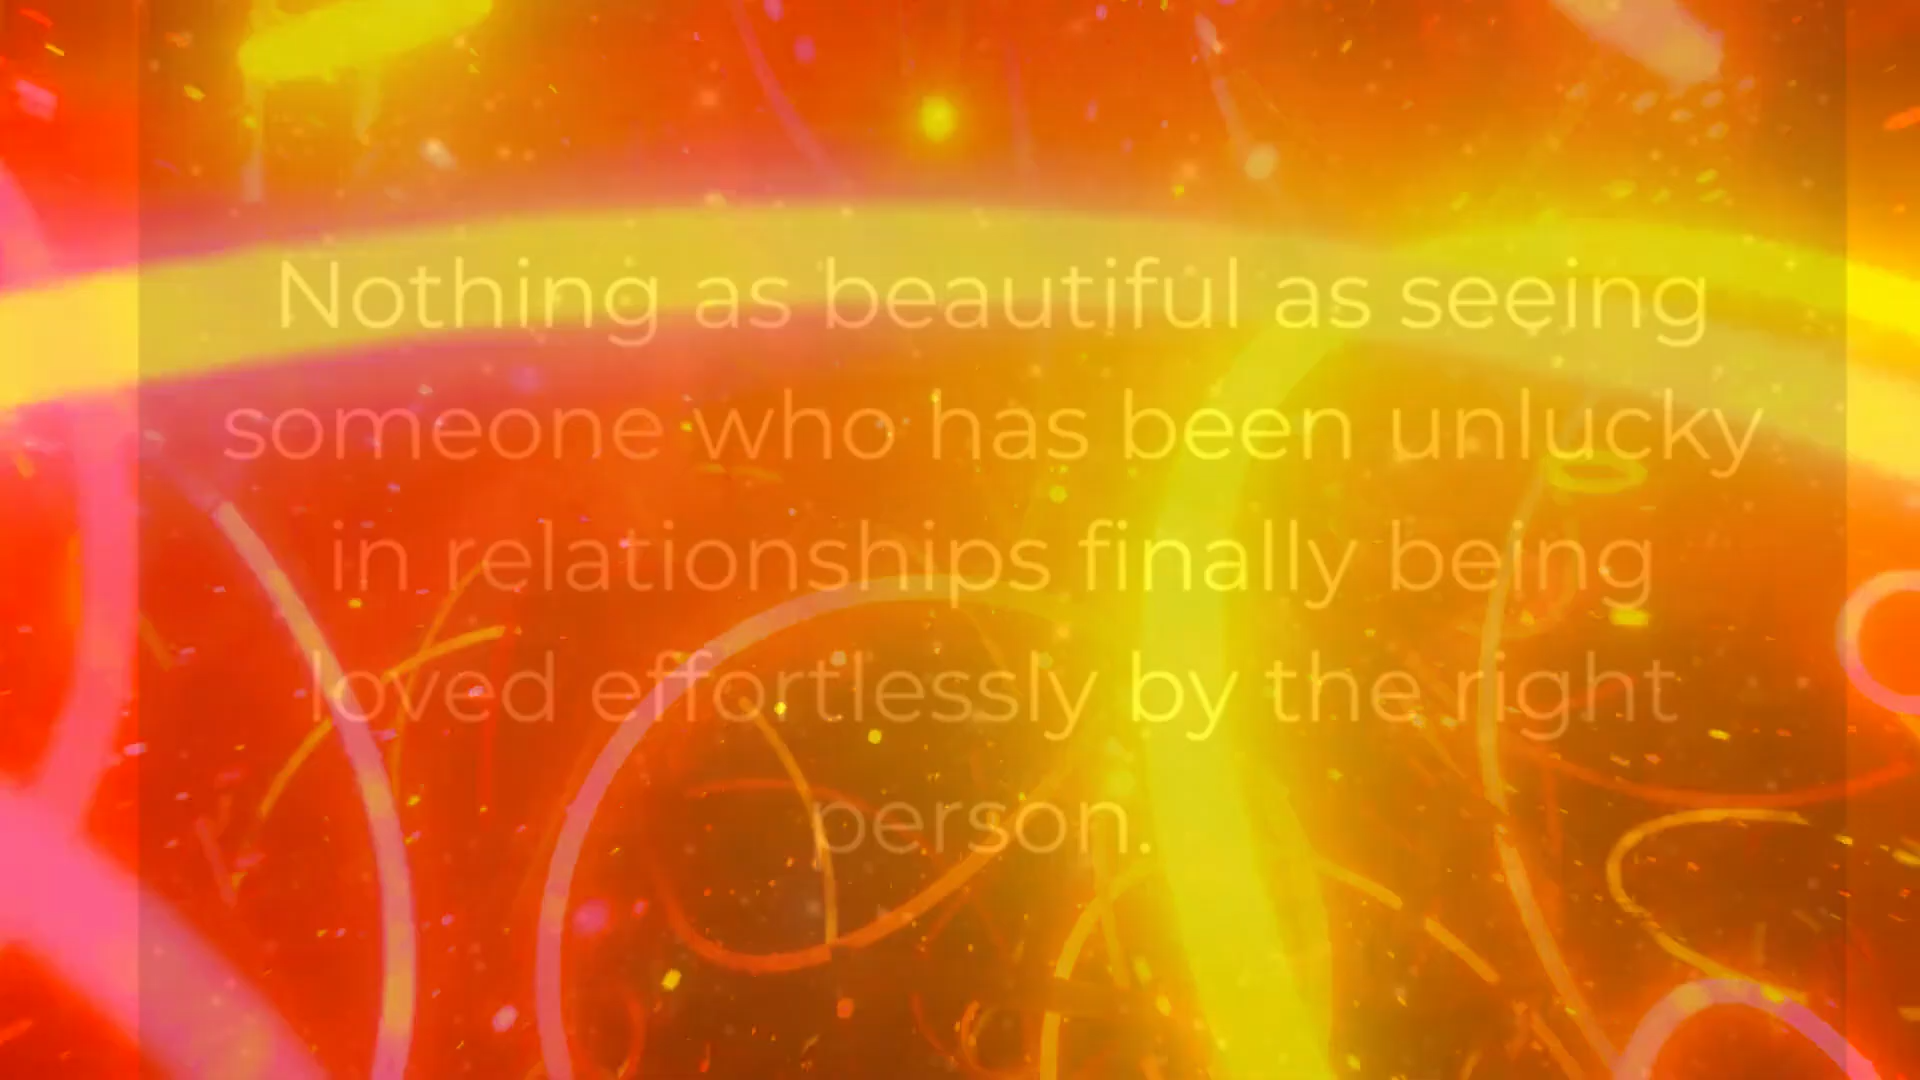 Nothing as beautiful as seeing
someone who has been unlucky
in relationships finally being
loved effortlessly by the right
person.